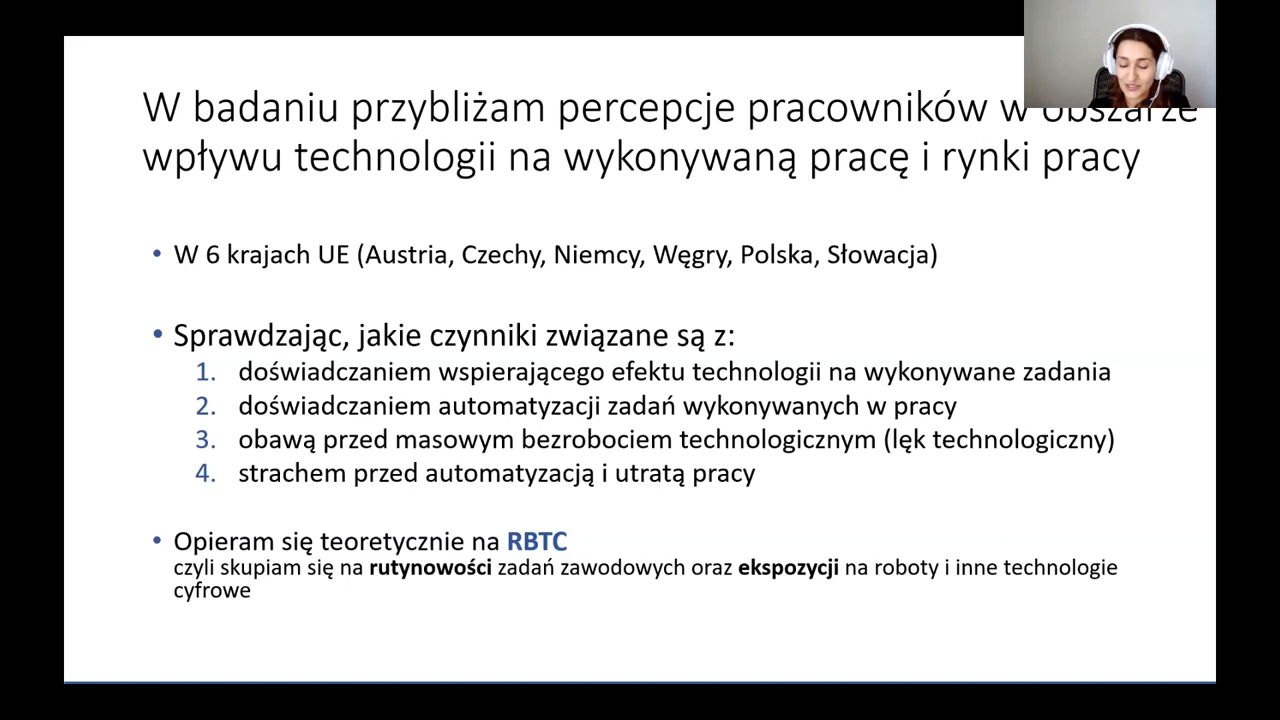 W badaniu przybliżam percepcje pracowników w obszarze
wpływu technologii na wykonywaną pracę i rynki pracy
• W 6 krajach UE (Austria, Czechy, Niemcy, Węgry, Polska, Słowacja)
• Sprawdzając, jakie czynniki związane są z:
1. doświadczaniem wspierającego efektu technologii na wykonywane zadania
2. doświadczaniem automatyzacji zadań wykonywanych w pracy
3. obawą przed masowym bezrobociem technologicznym (lęk technologiczny)
4. strachem przed automatyzacją i utratą pracy
• Opieram się teoretycznie na RBTC
czyli skupiam się na rutynowości zadań zawodowych oraz ekspozycji na roboty i inne technologie
cyfrowe